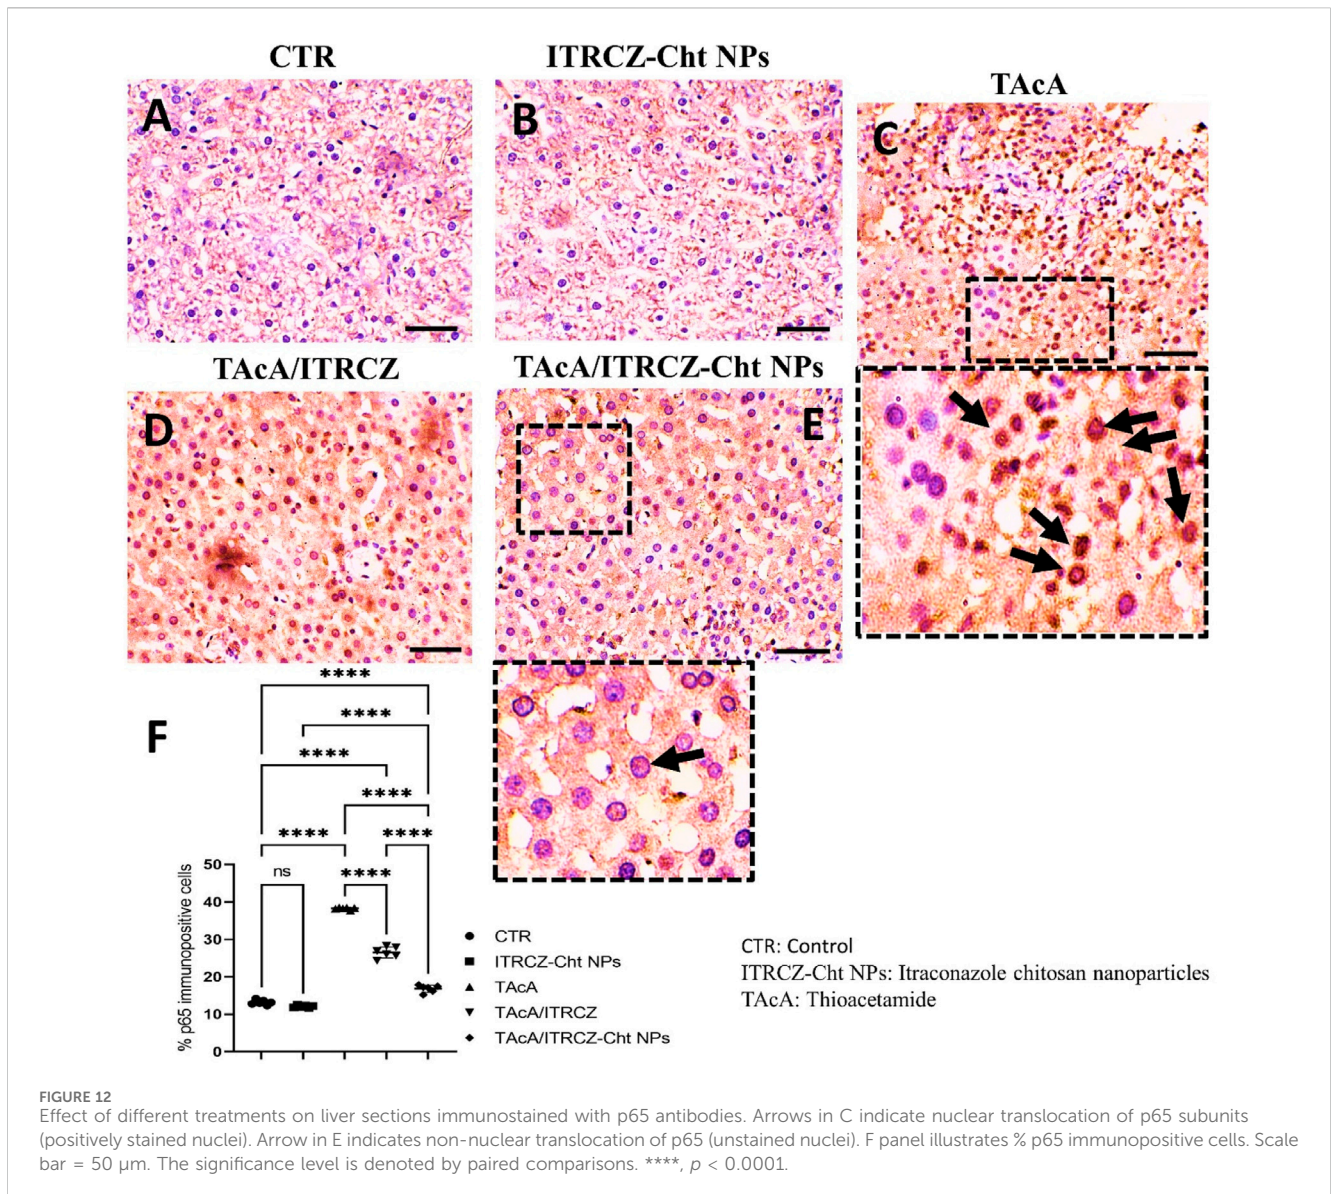 CTR
ITRCZ-Cht NPs
TAcA
A
B
C
TAcA/ITRCZ
TAcA/ITRCZ-Cht NPs
D
E
F
****
****
****
****
****
****
****
ns
% p65 immunopositive cells
50
40
30
20
10
0
CTR
ITRCZ-Cht NPs
TAcA
TAcA/ITRCZ
TAcA/ITRCZ-Cht NPs
CTR: Control
ITRCZ-Cht NPs: Itraconazole chitosan nanoparticles
TAcA: Thioacetamide
FIGURE 12
Effect of different treatments on liver sections immunostained with p65 antibodies. Arrows in C indicate nuclear translocation of p65 subunits
(positively stained nuclei). Arrow in E indicates non-nuclear translocation of p65 (unstained nuclei). F panel illustrates % p65 immunopositive cells. Scale
bar = 50 μm. The significance level is denoted by paired comparisons. ****, p < 0.0001.